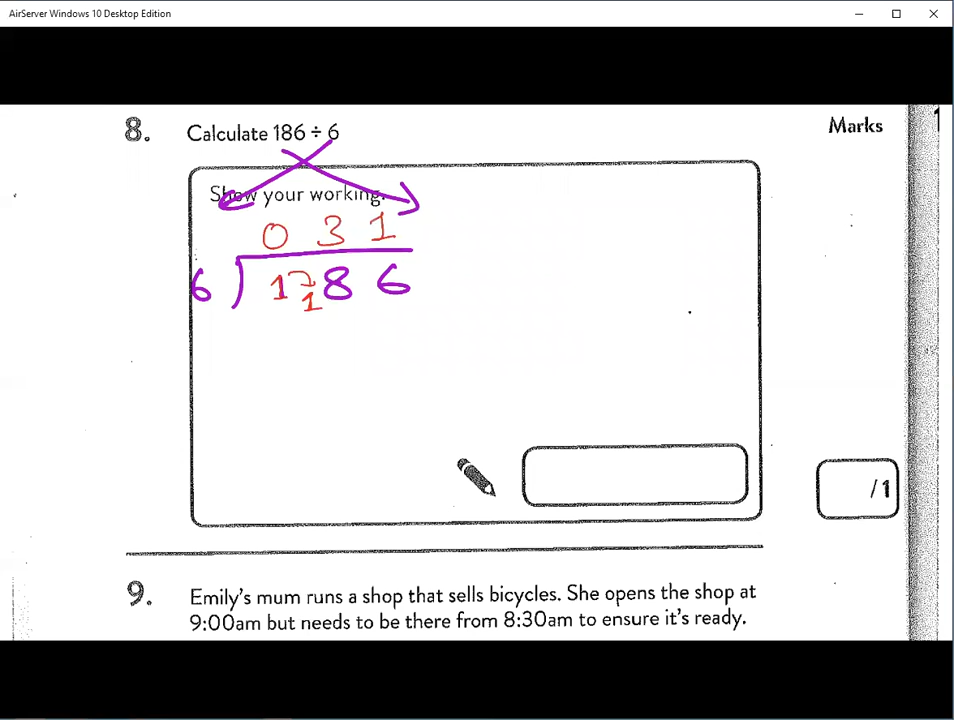 AirServer Windows 10 Desktop Edition
8. Calculate 186 ÷ 6
Marks
Show your working.
0 3 1
6 1 1 8 6
/1
9. Emily's mum runs a shop that sells bicycles. She opens the shop at
9:00am but needs to be there from 8:30am to ensure it's ready.